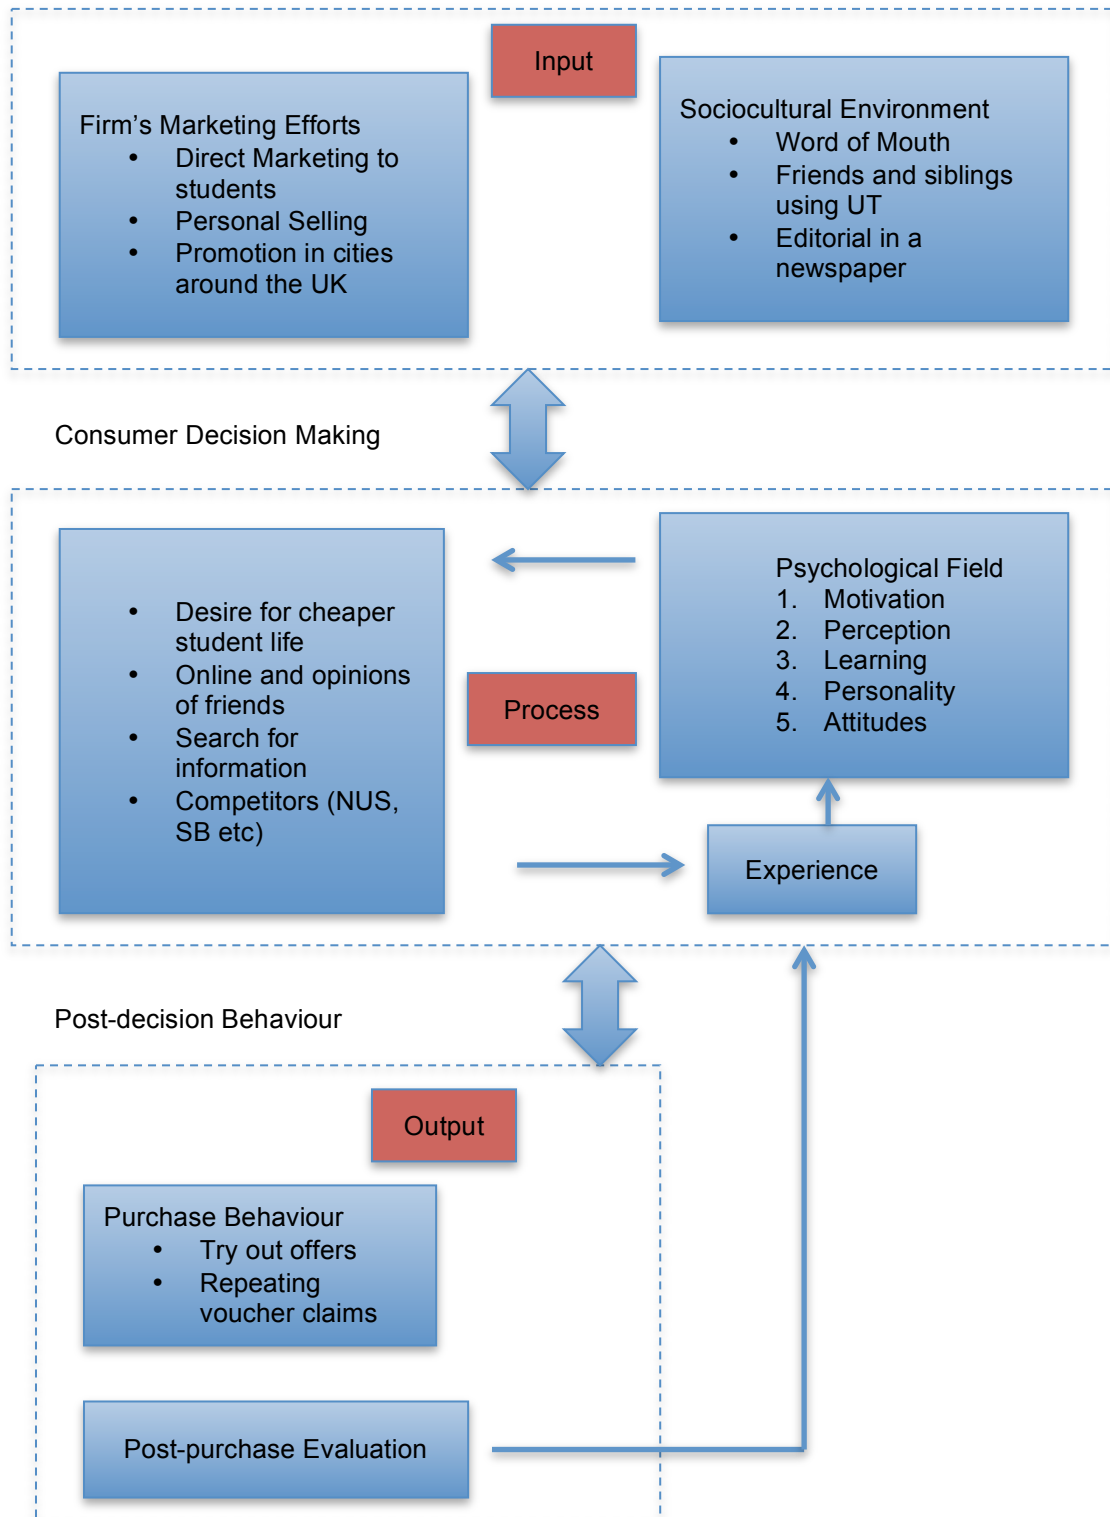 Input
Firm's Marketing Efforts
• Direct Marketing to
students
• Personal Selling
• Promotion in cities
around the UK
Sociocultural Environment
• Word of Mouth
• Friends and siblings
using UT
• Editorial in a
newspaper
Consumer Decision Making
• Desire for cheaper
student life
• Online and opinions
of friends
• Search for
information
• Competitors (NUS,
SB etc)
Process
Psychological Field
1. Motivation
2. Perception
3. Learning
4. Personality
5. Attitudes
Experience
Post-decision Behaviour
Output
Purchase Behaviour
• Try out offers
• Repeating
voucher claims
Post-purchase Evaluation